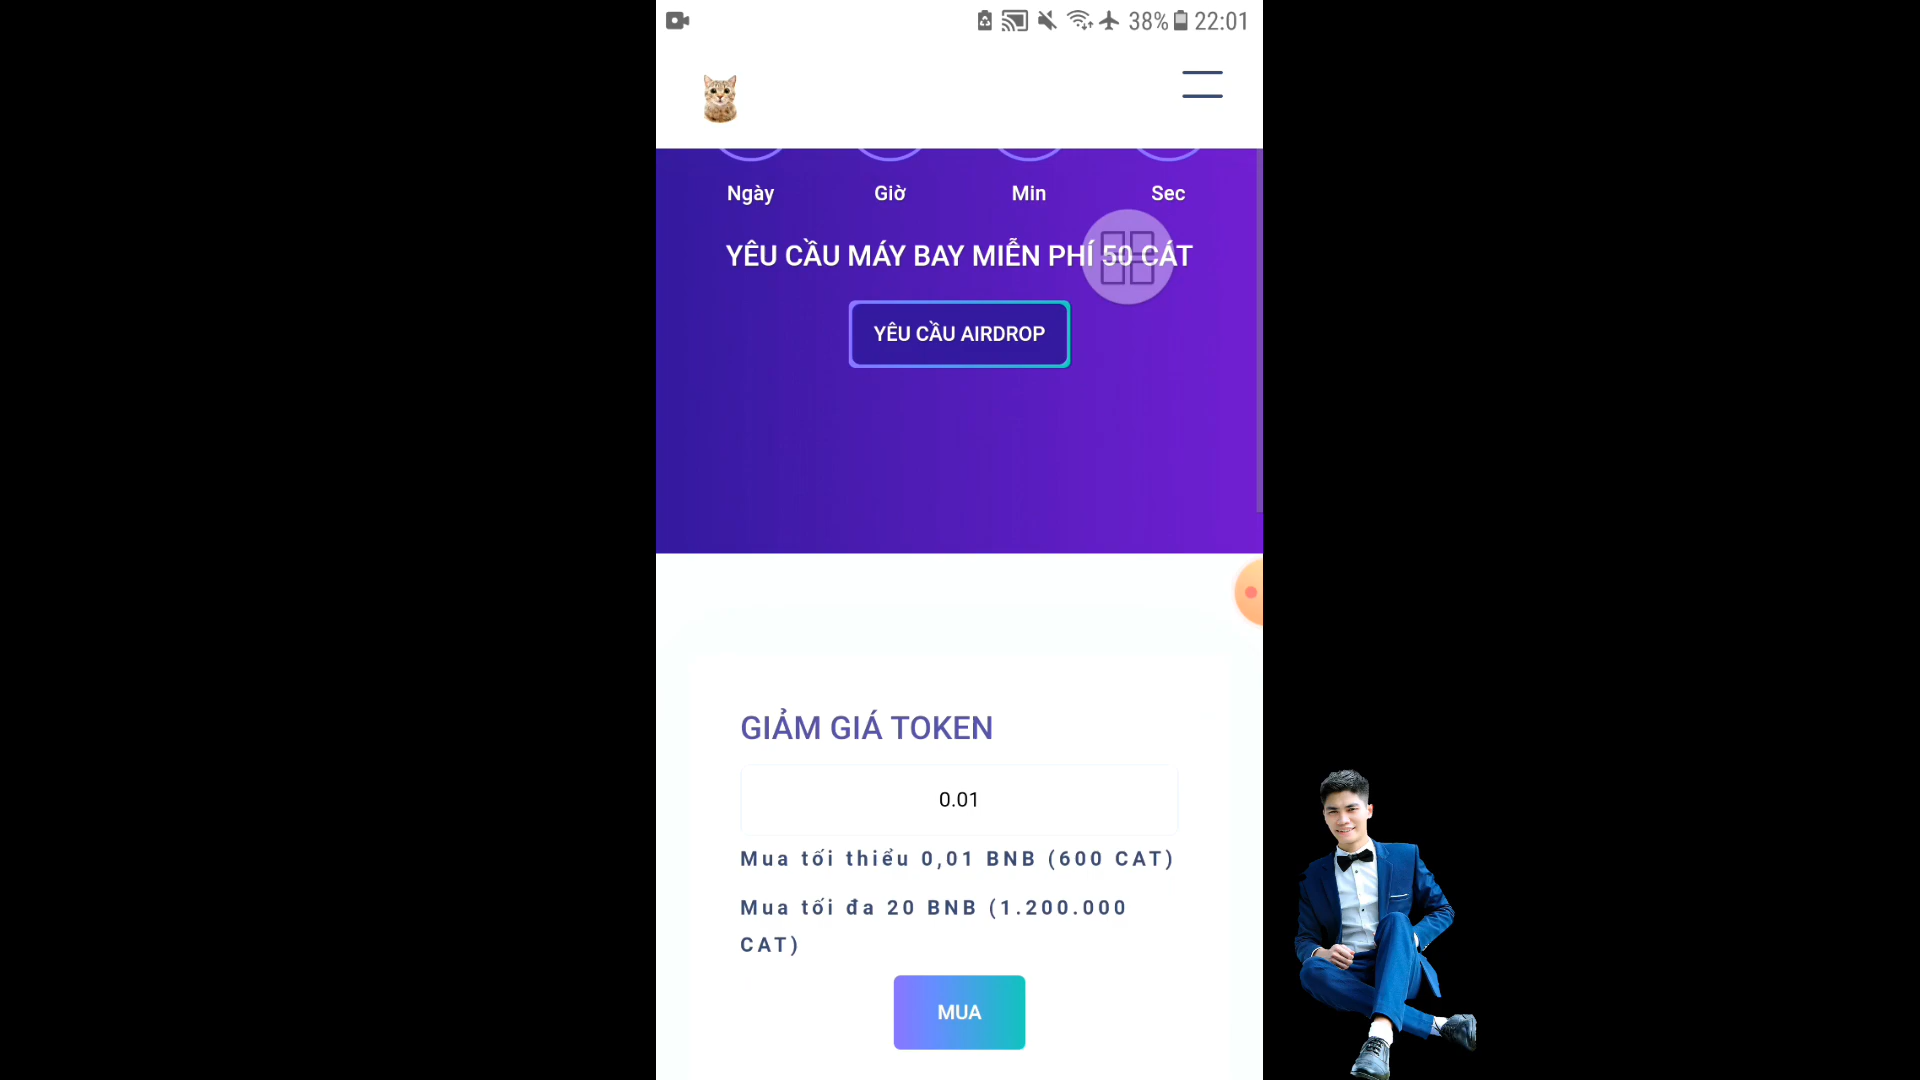 38% 22:01
Ngày Giờ Min Sec
YÊU CẦU MÁY BAY MIỄN PHÍ 50 CÁT
YÊU CẦU AIRDROP
GIẢM GIÁ TOKEN
0.01
Mua tối thiểu 0,01 BNB (600 CAT)
Mua tối đa 20 BNB (1.200.000
CAT)
MUA